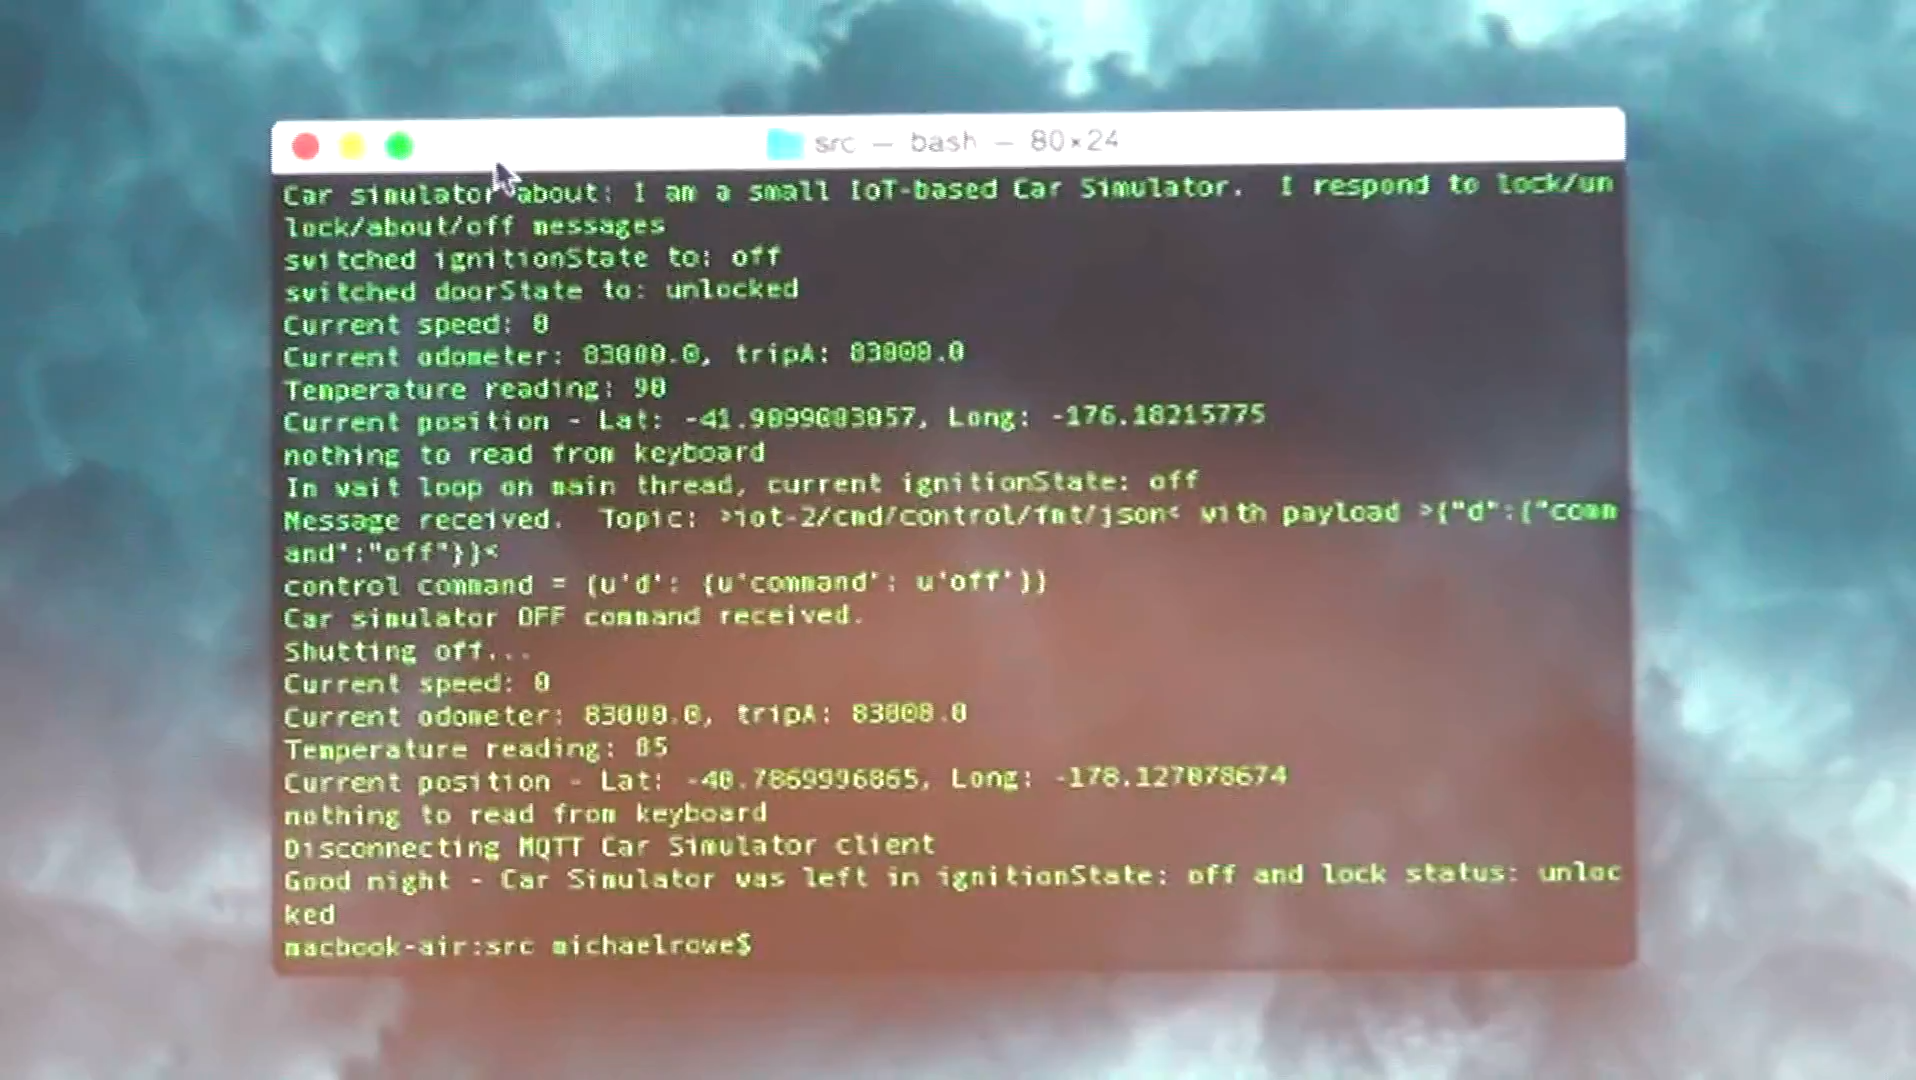 src — bash — 80×24
Car simulator about: I am a small IoT-based Car Simulator.  I respond to lock/un
lock/about/off messages
switched ignitionState to: off
switched doorState to: unlocked
Current speed: 0
Current odometer: 83000.0, tripA: 83000.0
Temperature reading: 90
Current position - Lat: Long: -176.18215775
nothing to read from keyboard
In wait loop on main thread, current ignitionState: off
Message received.  Topic: >iot-2/cmd/control/fmt/json< with payload >{"d":{"comm
and":"off"}}<
control command = {u'd': {u'command': u'off'}}
Car simulator OFF command received.
Shutting off...
Current speed: 0
Current odometer: 83000.0, tripA: 83000.0
Temperature reading: 85
Current position - Lat: Long: -178.127078674
nothing to read from keyboard
Disconnecting MQTT Car Simulator client
Good night - Car Simulator was left in ignitionState: off and lock status: unloc
ked
macbook-air:src michaelrowe$